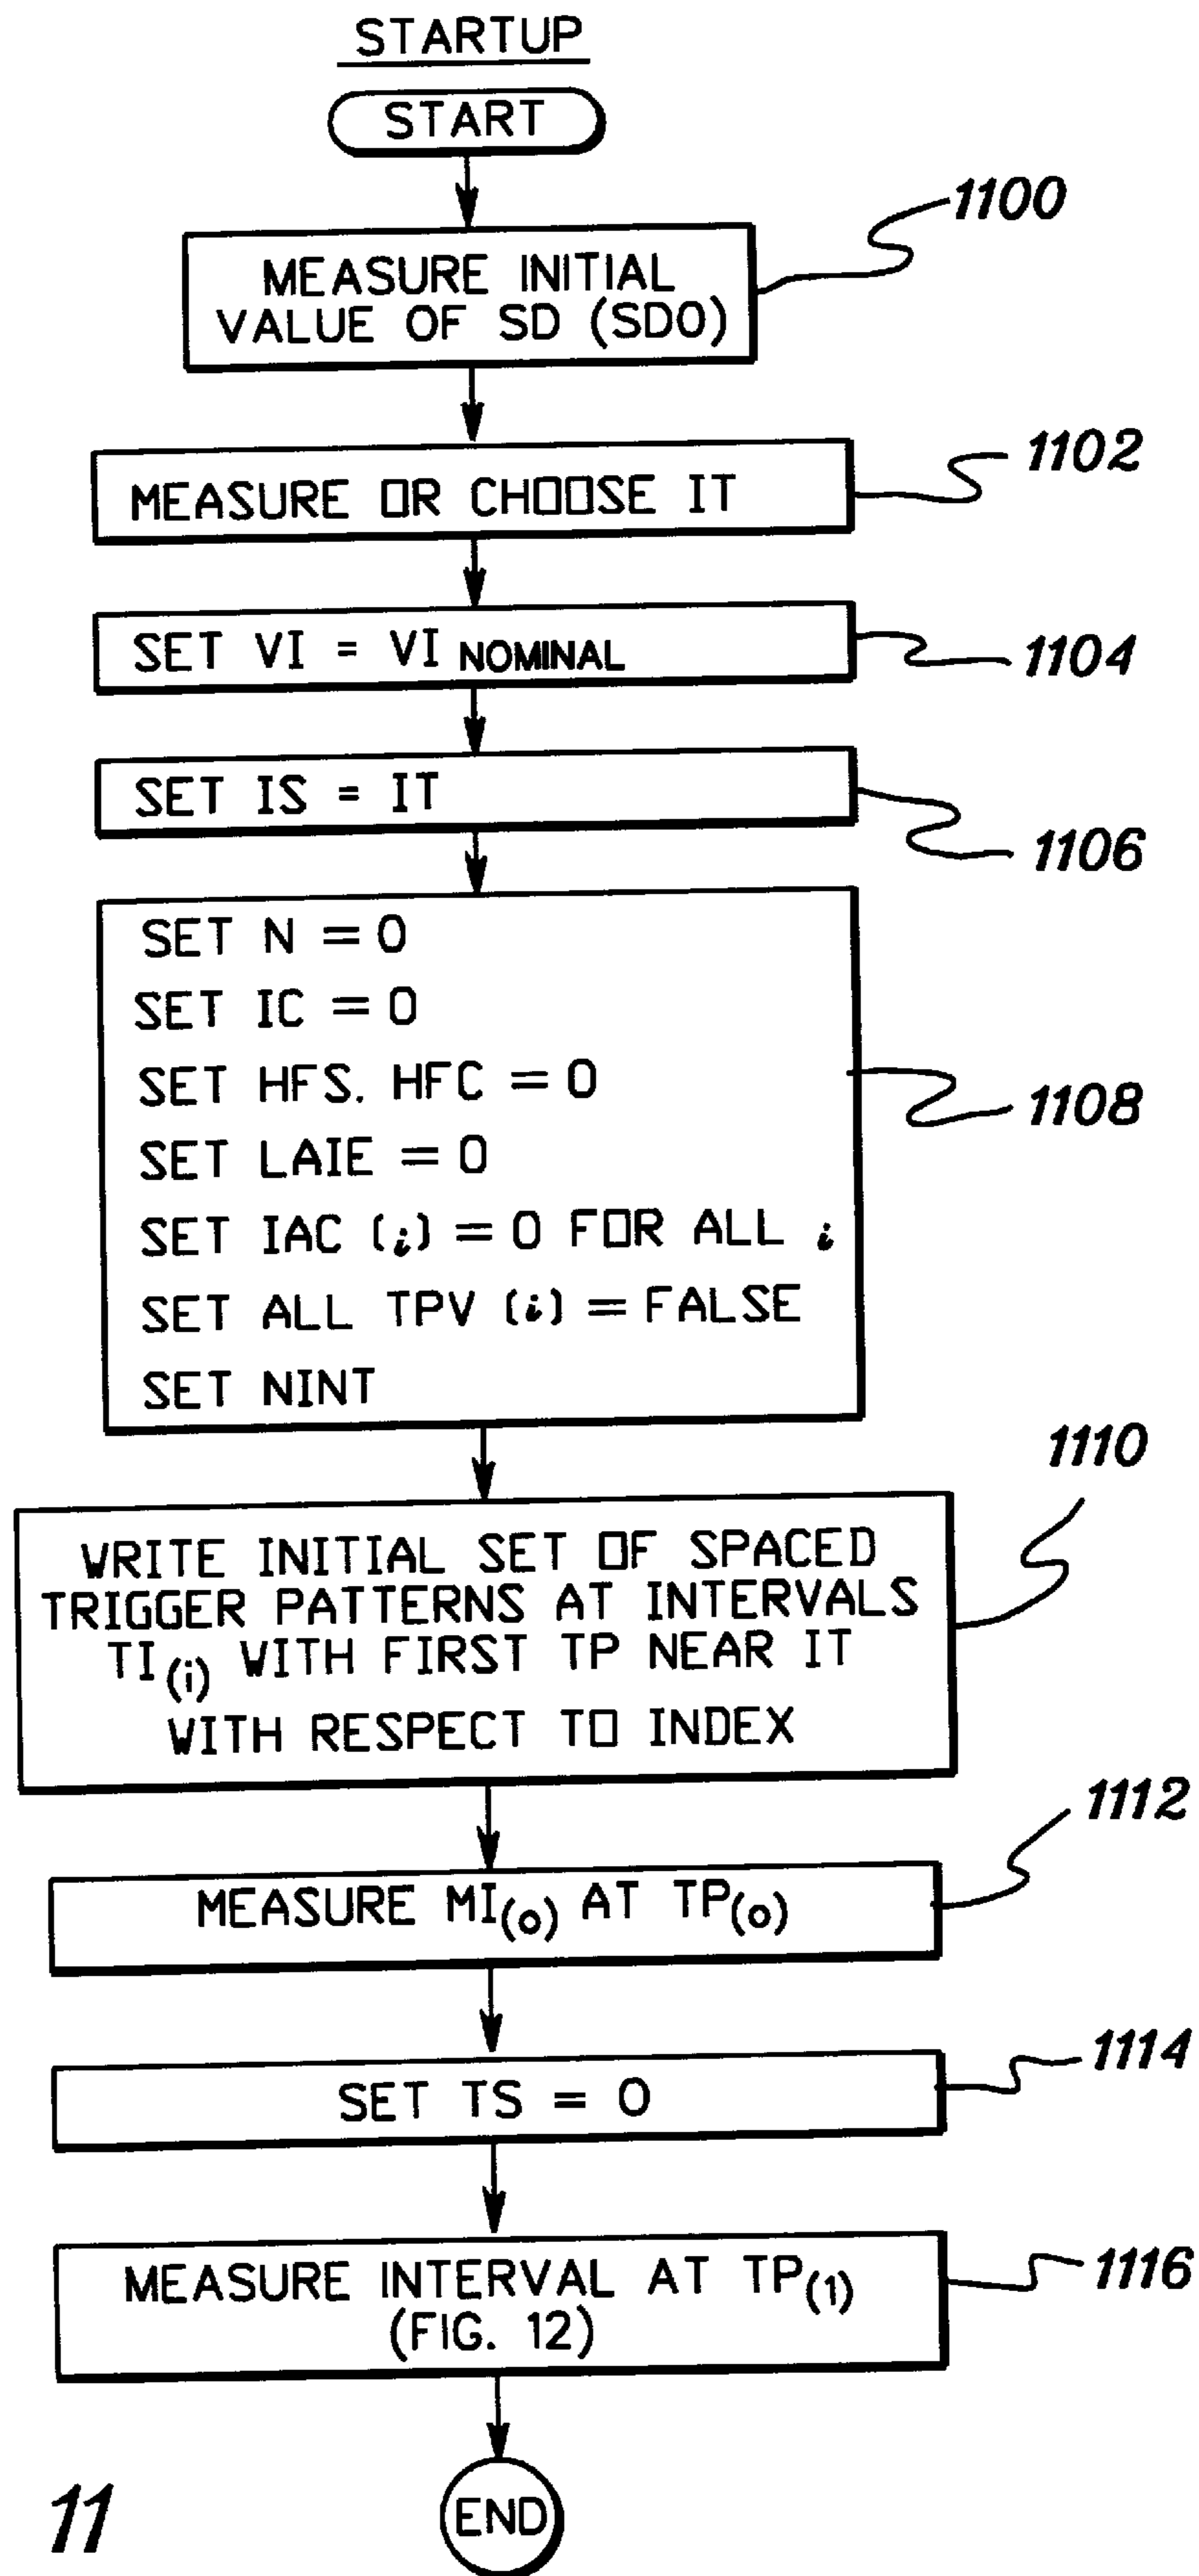 STARTUP
START
1100
MEASURE INITIAL
VALUE OF SD (SD0)
1102
MEASURE OR CHOOSE IT
SET VI = VI NOMINAL
1104
SET IS = IT
1106
SET N = 0
SET IC = 0
SET HFS. HFC = 0
1108
SET LAIE = 0
SET IAC (i) = 0 FOR ALL i
SET ALL TPV (i) = FALSE
SET NINT
1110
WRITE INITIAL SET OF SPACED
TRIGGER PATTERNS AT INTERVALS
TI(i) WITH FIRST TP NEAR IT
WITH RESPECT TO INDEX
1112
MEASURE MI(0) AT TP(0)
1114
SET TS = 0
1116
MEASURE INTERVAL AT TP(1)
(FIG. 12)
END
11